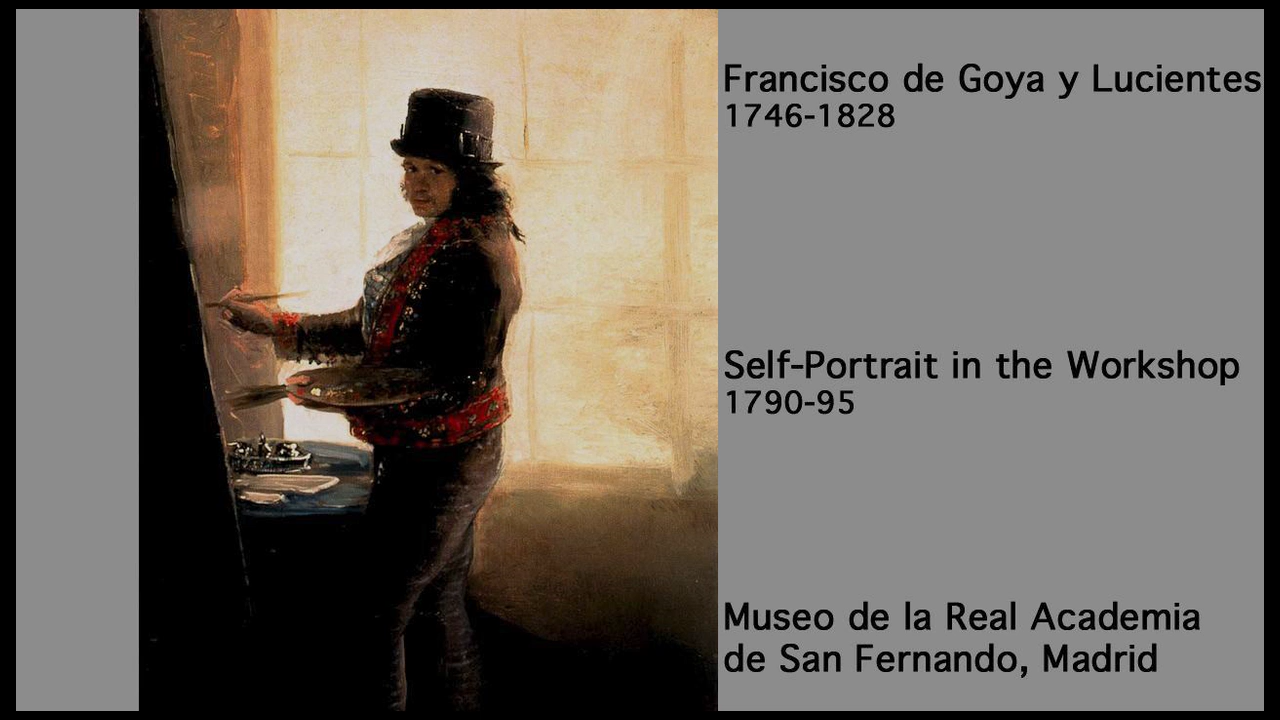 Francisco de Goya y Lucientes
1746-1828
Self-Portrait in the Workshop
1790-95
Museo de la Real Academia
de San Fernando, Madrid